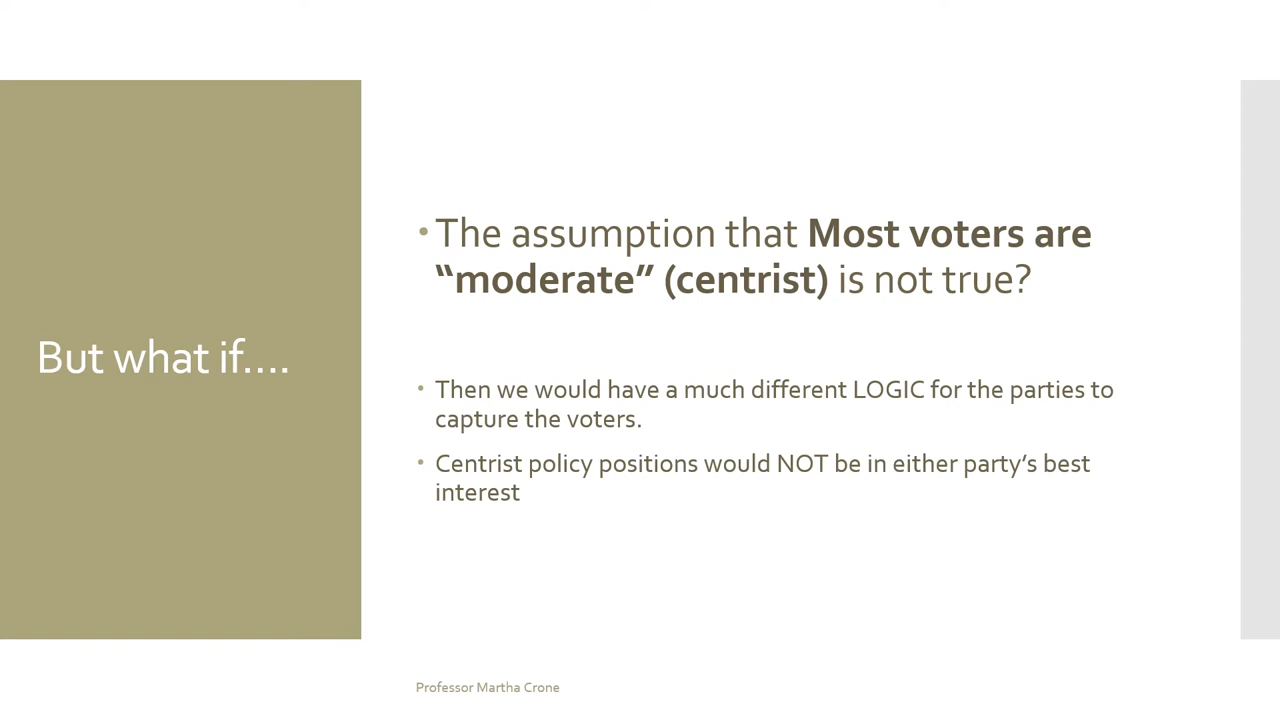 But what if....
•The assumption that Most voters are
“moderate” (centrist) is not true?
• Then we would have a much different LOGIC for the parties to
capture the voters.
• Centrist policy positions would NOT be in either party’s best
interest
Professor Martha Crone